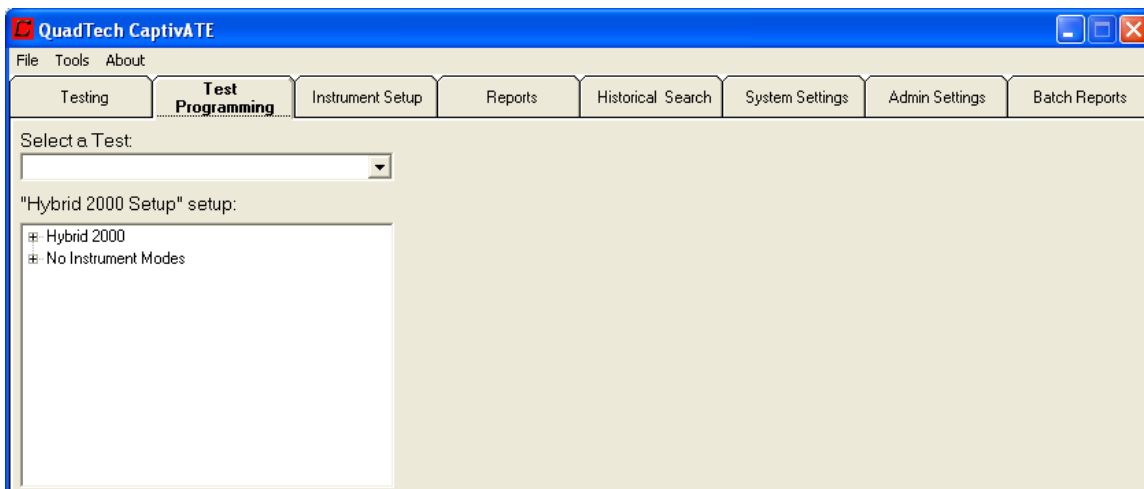 QuadTech CaptivATE
File Tools About
Testing Test Programming Instrument Setup Reports Historical Search System Settings Admin Settings Batch Reports
Select a Test:
"Hybrid 2000 Setup" setup:
Hybrid 2000
No Instrument Modes